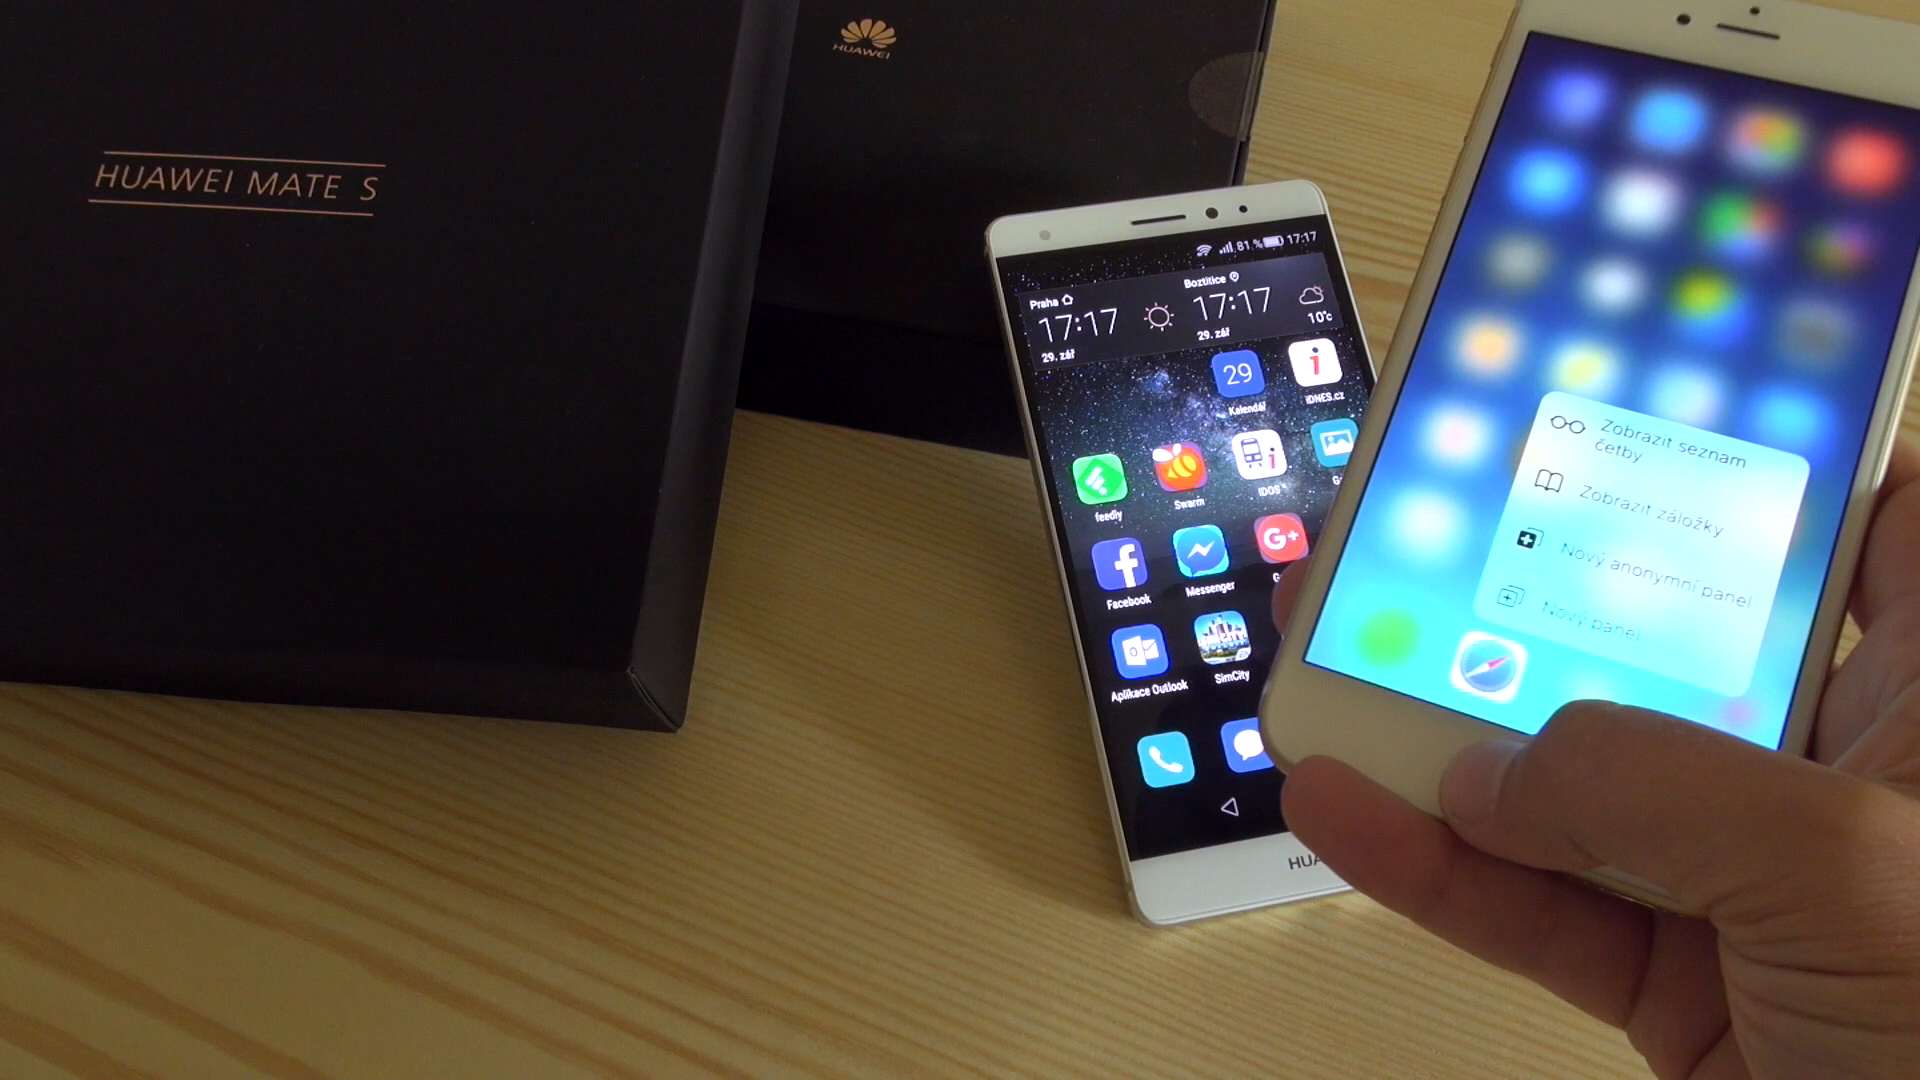 HUAWEI MATE S
HUAWEI
81 % 17:17
Praha
17:17
29. zář
Boztitice
17:17
29. zář
10°c
29
Kalendář
i
iDNES.cz
feedly
Swarm
i
IDOS
G
Facebook
Messenger
G+
G
Aplikace Outlook
SIMCITY
SimCity
HUA
Zobrazit seznam
četby
Zobrazit záložky
Nový anonymní panel
Nový panel